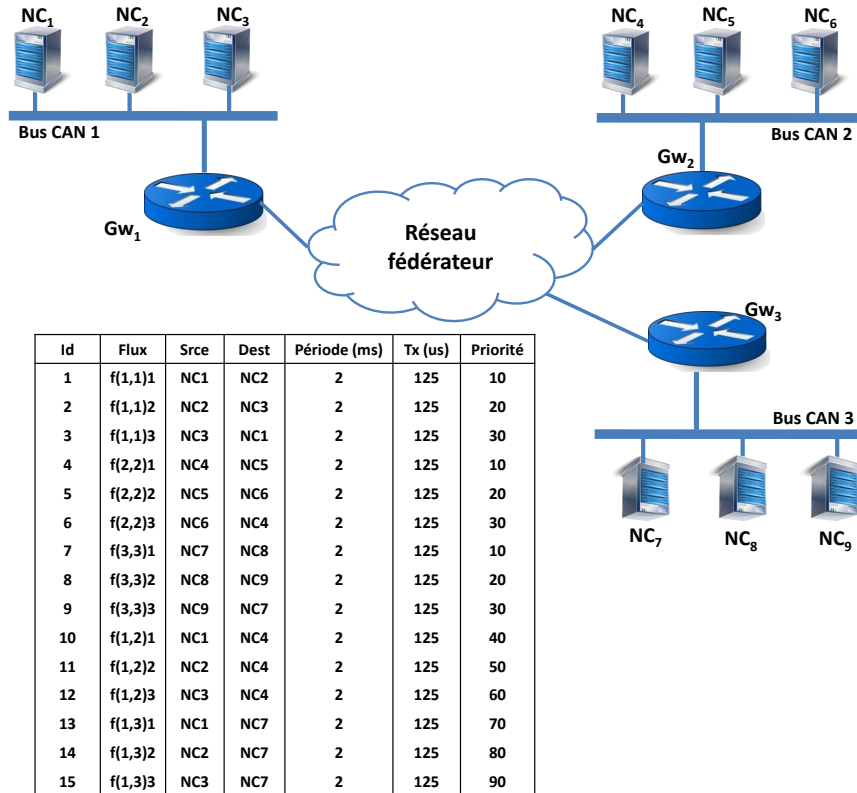 NC1 NC2 NC3
NC4 NC5 NC6
Bus CAN 1
Bus CAN 2
Gw1
Gw2
Réseau
fédérateur
Gw3
Bus CAN 3
NC7 NC8 NC9
Id Flux Srce Dest Période (ms) Tx (us) Priorité
1 f(1,1)1 NC1 NC2 2 125 10
2 f(1,1)2 NC2 NC3 2 125 20
3 f(1,1)3 NC3 NC1 2 125 30
4 f(2,2)1 NC4 NC5 2 125 10
5 f(2,2)2 NC5 NC6 2 125 20
6 f(2,2)3 NC6 NC4 2 125 30
7 f(3,3)1 NC7 NC8 2 125 10
8 f(3,3)2 NC8 NC9 2 125 20
9 f(3,3)3 NC9 NC7 2 125 30
10 f(1,2)1 NC1 NC4 2 125 40
11 f(1,2)2 NC2 NC4 2 125 50
12 f(1,2)3 NC3 NC4 2 125 60
13 f(1,3)1 NC1 NC7 2 125 70
14 f(1,3)2 NC2 NC7 2 125 80
15 f(1,3)3 NC3 NC7 2 125 90